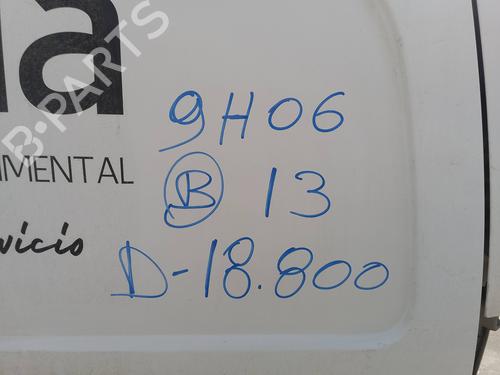 MENTAL
vicio
9H06
B 13
D-18.800
B-PARTS